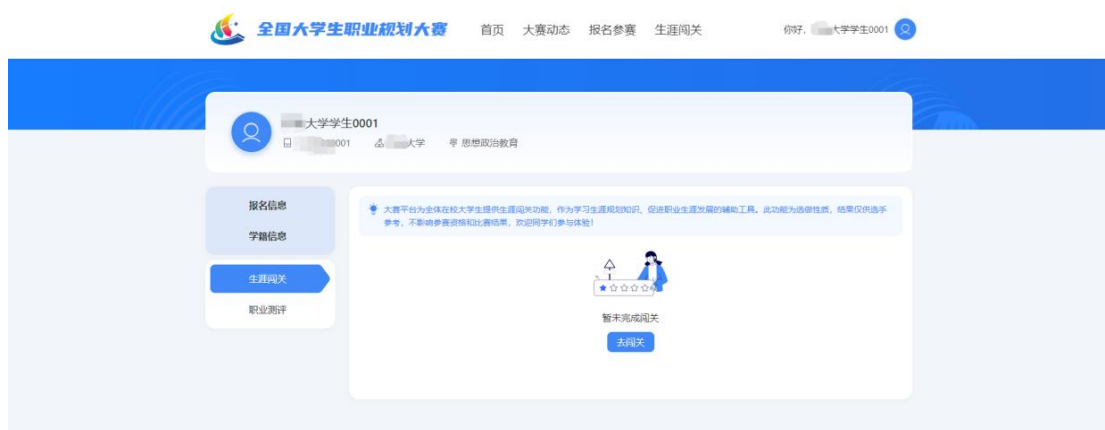 全国大学生职业规划大赛
首页 大赛动态 报名参赛 生涯闯关
你好, 大学学生0001
大学学生0001
0001 大学 思想政治教育
报名信息
学籍信息
生涯闯关
职业测评
大赛平台为全体在校大学生提供生涯闯关功能，作为学习生涯规划知识，促进职业生涯发展的辅助工具。此功能为选做性质，结果仅供选手
参考，不影响参赛资格和比赛结果，欢迎同学们参与体验！
暂未完成闯关
去闯关